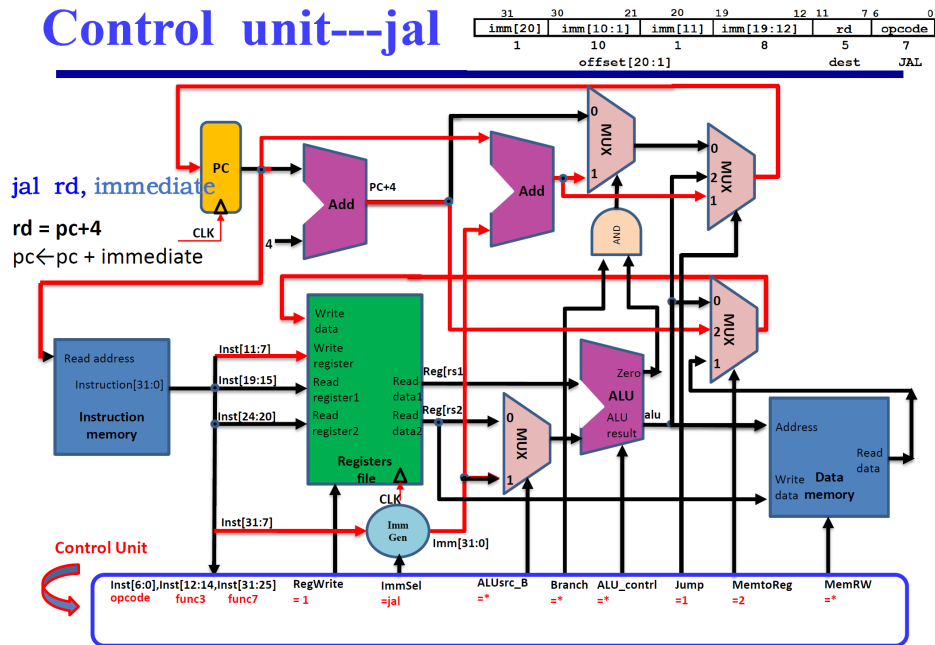 Control unit---jal
31 30 21 20 19 12 11 7 6 0
imm[20] imm[10:1] imm[11] imm[19:12] rd opcode
1 10 1 8 5 7
offset[20:1] dest JAL
jal rd, immediate
rd = pc+4
pc←pc + immediate
PC
CLK
4
Add
PC+4
Add
0
MUX
1
AND
0
2
MUX
1
Write
data
Write
register
Read
register1
Read
register2
Read
data1
Read
data2
Registers
file
CLK
Inst[11:7]
Inst[19:15]
Inst[24:20]
Inst[31:7]
Read address
Instruction[31:0]
Instruction
memory
Reg[rs1
Reg[rs2
0
MUX
1
Zero
ALU
ALU
result
alu
0
MUX
2
1
Address
Read
data
Write
data
Data
memory
Imm
Gen
Imm[31:0]
Control Unit
Inst[6:0],Inst[12:14,Inst[31:25] RegWrite ImmSel ALUsrc_B Branch ALU_contrl Jump MemtoReg MemRW
opcode func3 func7 = 1 =jal =* =* =* =1 =2 =*